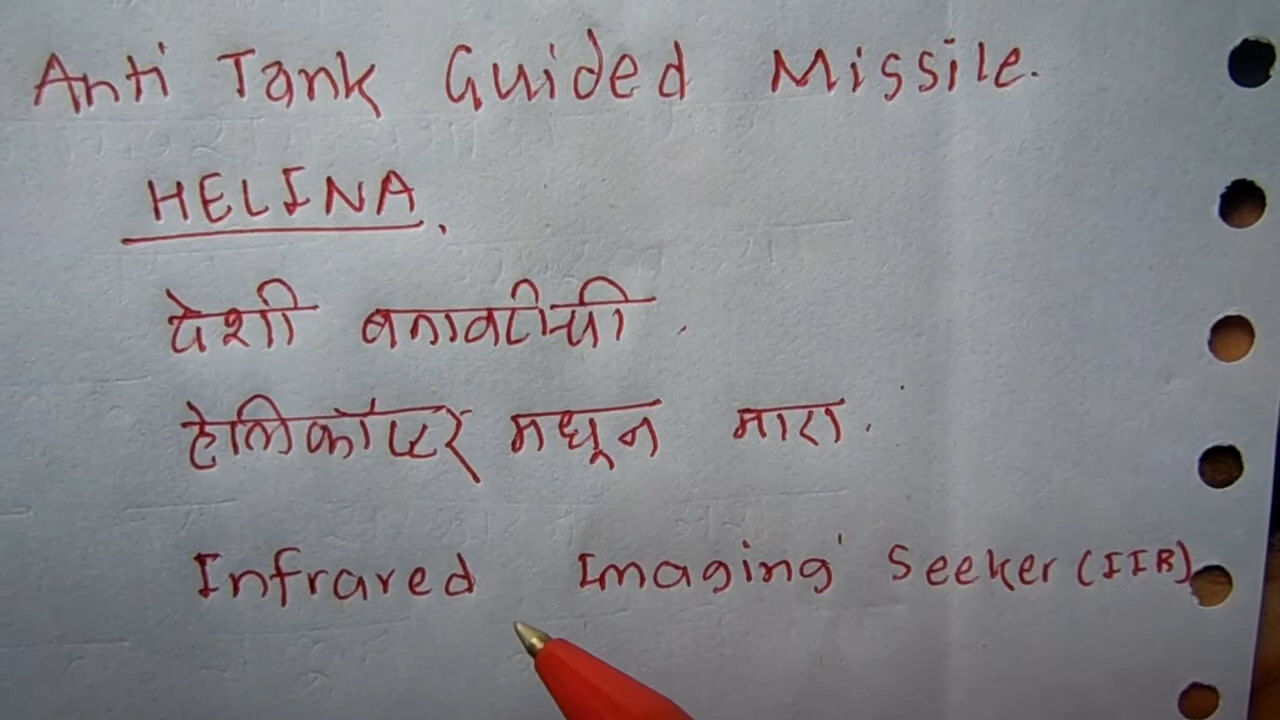 Anti Tank Guided Missile.
HELINA.
देशी बनावटीची.
हेलिकॉप्टर मधून मारा.
Infrared Imaging Seeker (IIR)